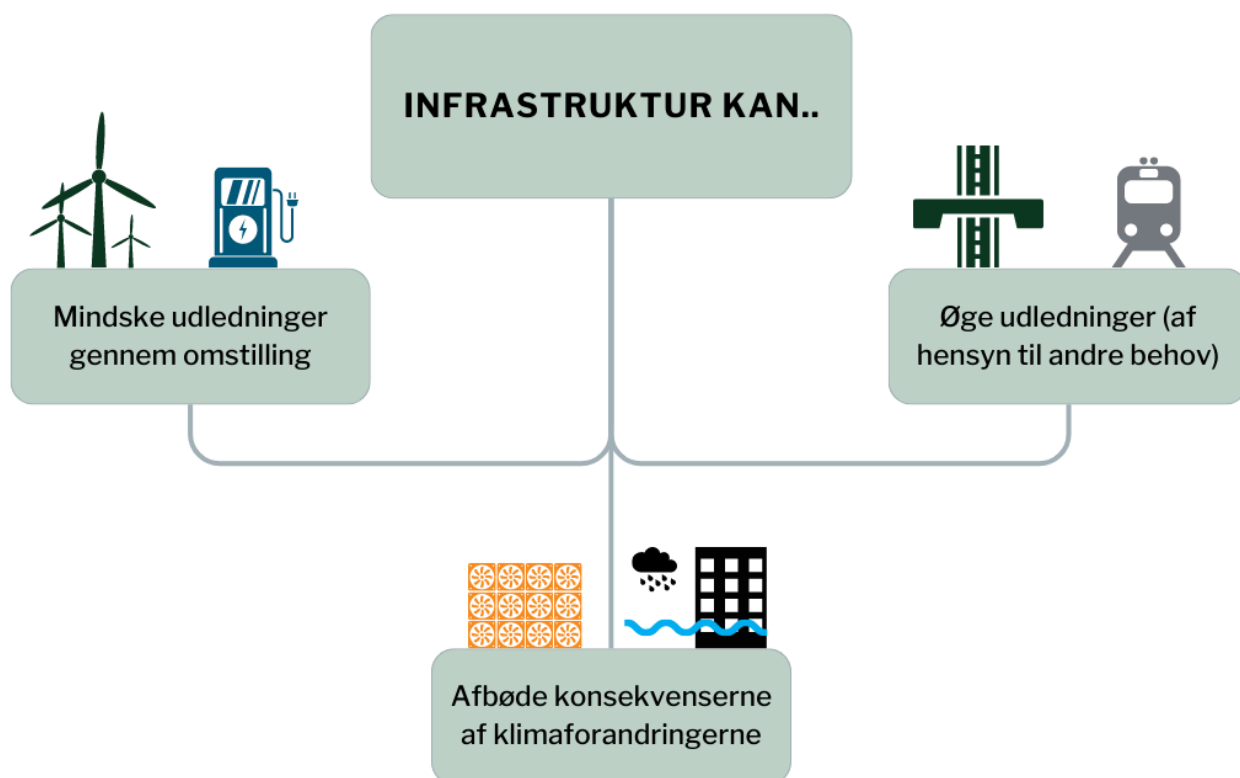 INFRASTRUKTUR KAN..
Mindske udledninger
gennem omstilling
Øge udledninger (af
hensyn til andre behov)
Afbøde konsekvenserne
af klimaforandringerne